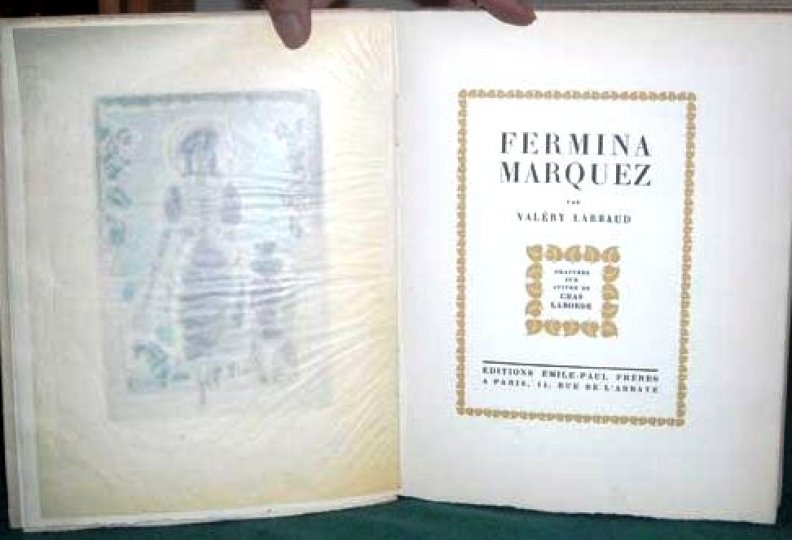 FERMINA
MARQUEZ
PAR
VALÉRY LARBAUD
GRAVURES
SUR
CUIVRE DE
CHAS
LABORDE
EDITIONS EMILE-PAUL FRÈRES
A PARIS, 14, RUE DE L'ABBAYE